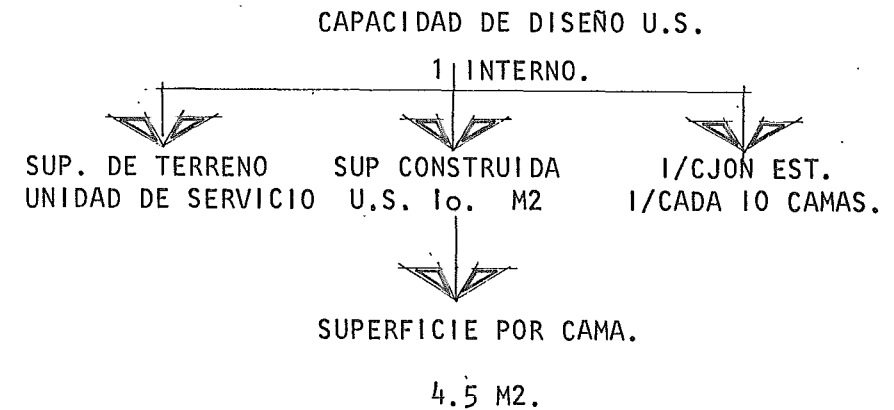 CAPACIDAD DE DISEÑO U.S.
1 INTERNO.
SUP. DE TERRENO SUP CONSTRUIDA I/CJON EST.
UNIDAD DE SERVICIO U.S. Io. M2 I/CADA IO CAMAS.
SUPERFICIE POR CAMA.
4.5 M2.